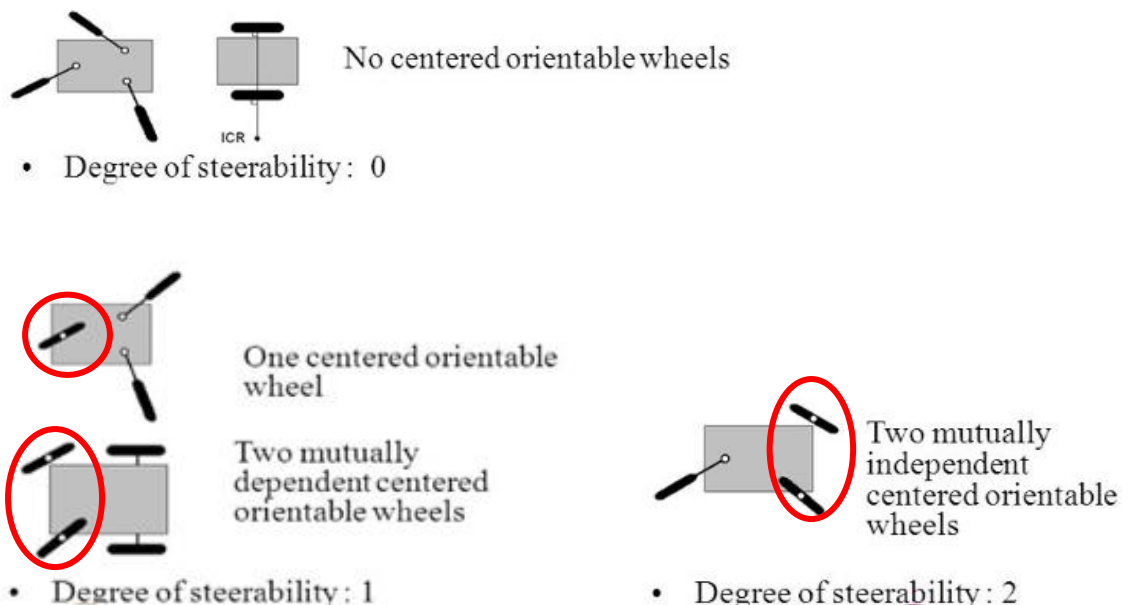 No centered orientable wheels
ICR
• Degree of steerability : 0
One centered orientable
wheel
Two mutually
dependent centered
orientable wheels
• Degree of steerability : 1
Two mutually
independent
centered orientable
wheels
• Degree of steerability : 2